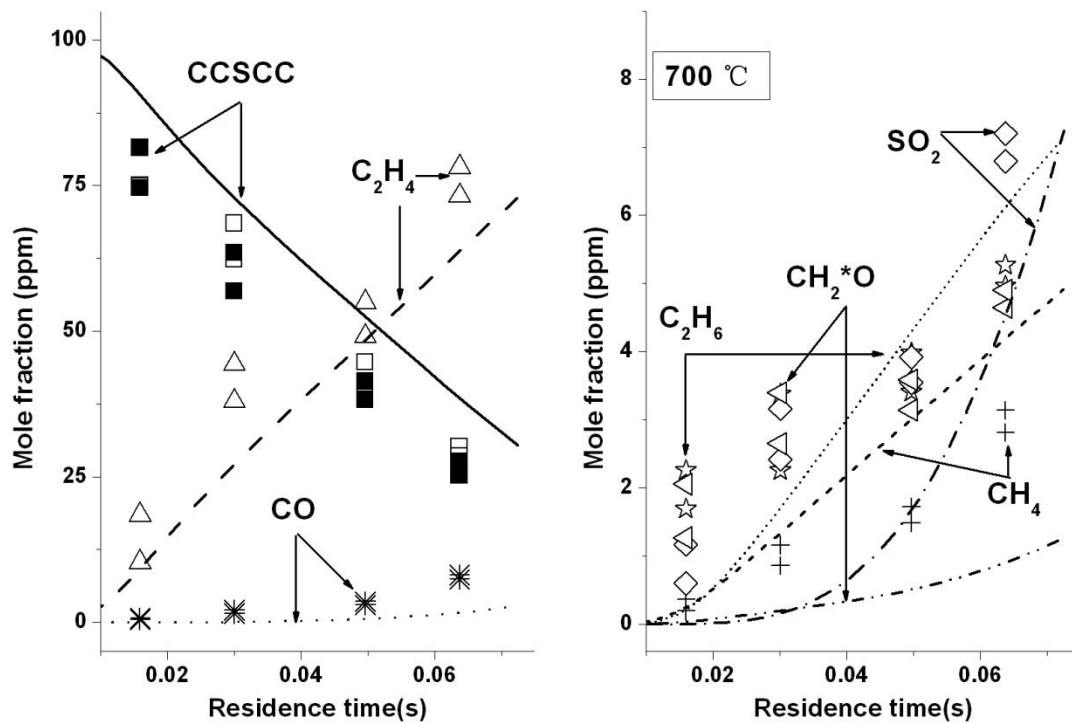 100
75
50
25
0
0.02
0.04
0.06
Mole fraction (ppm)
Residence time(s)
CCSCC
C₂H₄
CO
8
6
4
2
0
0.02
0.04
0.06
Mole fraction (ppm)
Residence time(s)
700 ℃
SO₂
CH₂*O
C₂H₆
CH₄